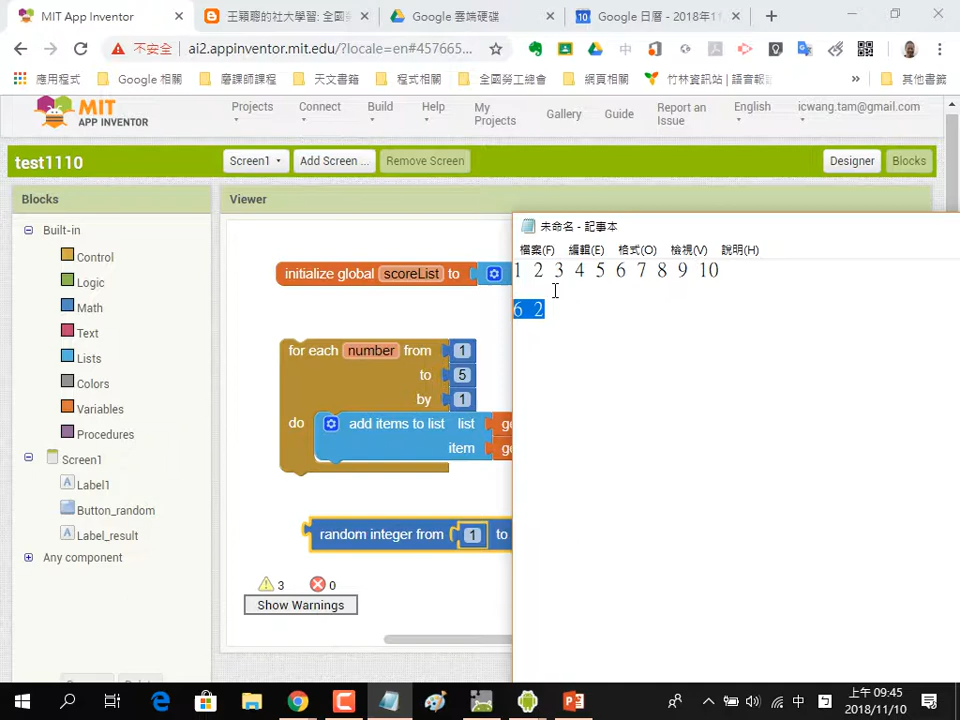 MIT App Inventor
王穎聰的社大學習: 全國
Google 雲端硬碟
10 Google 日曆 - 2018年1
不安全 ai2.appinventor.mit.edu/?locale=en#457665...
應用程式 Google 相關 磨課師課程 天文書籤 程式相關 全國勞工總會 網頁相關 竹林資訊站 | 語音報 » 其他書籤
MIT
APP INVENTOR
Projects Connect Build Help My Projects Gallery Guide Report an Issue English icwang.tam@gmail.com
test1110 Screen1 Add Screen ... Remove Screen Designer Blocks
Blocks
Viewer
Built-in
Control
Logic
Math
Text
Lists
Colors
Variables
Procedures
Screen1
Label1
Button_random
Label_result
Any component
initialize global scoreList to
for each number from 1
to 5
by 1
do add items to list list
item
random integer from 1 to
3 0
Show Warnings
未命名 - 記事本
檔案(F) 編輯(E) 格式(O) 檢視(V) 說明(H)
1 2 3 4 5 6 7 8 9 10
6 2
中 上午 09:45
2018/11/10